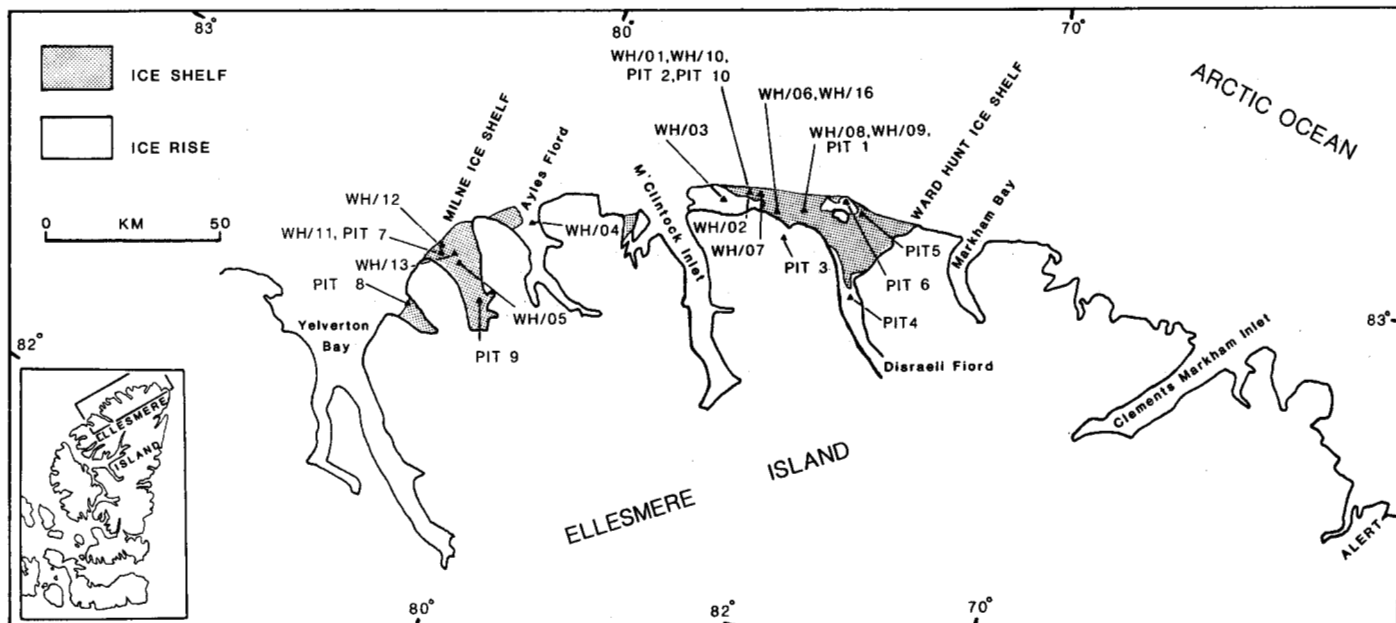 83°
80°
70°
ICE SHELF
ICE RISE
0 KM 50
MILNE ICE SHELF
Ayles Fiord
M'Clintock Inlet
WARD HUNT ICE SHELF
Markham Bay
ARCTIC OCEAN
WH/01, WH/10,
PIT 2, PIT 10
WH/06, WH/16
WH/03
WH/08, WH/09,
PIT 1
WH/12
WH/11, PIT 7
WH/13
PIT
8
WH/04
WH/02
WH/07
PIT 3
PIT5
PIT 6
WH/05
PIT4
PIT 9
Yelverton
Bay
Disraeli Fiord
Clements Markham Inlet
82°
83°
ELLESMERE
ISLAND
ELLESMERE ISLAND
ALERT
80°
82°
70°